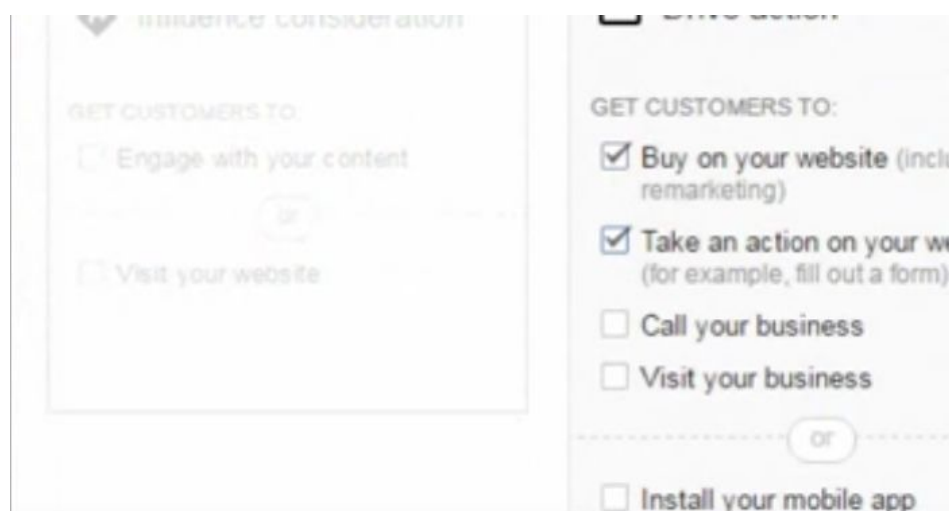 Influence consideration
GET CUSTOMERS TO:
Engage with your content
or
Visit your website
Drive action
GET CUSTOMERS TO:
Buy on your website (inclu
remarketing)
Take an action on your we
(for example, fill out a form)
Call your business
Visit your business
or
Install your mobile app